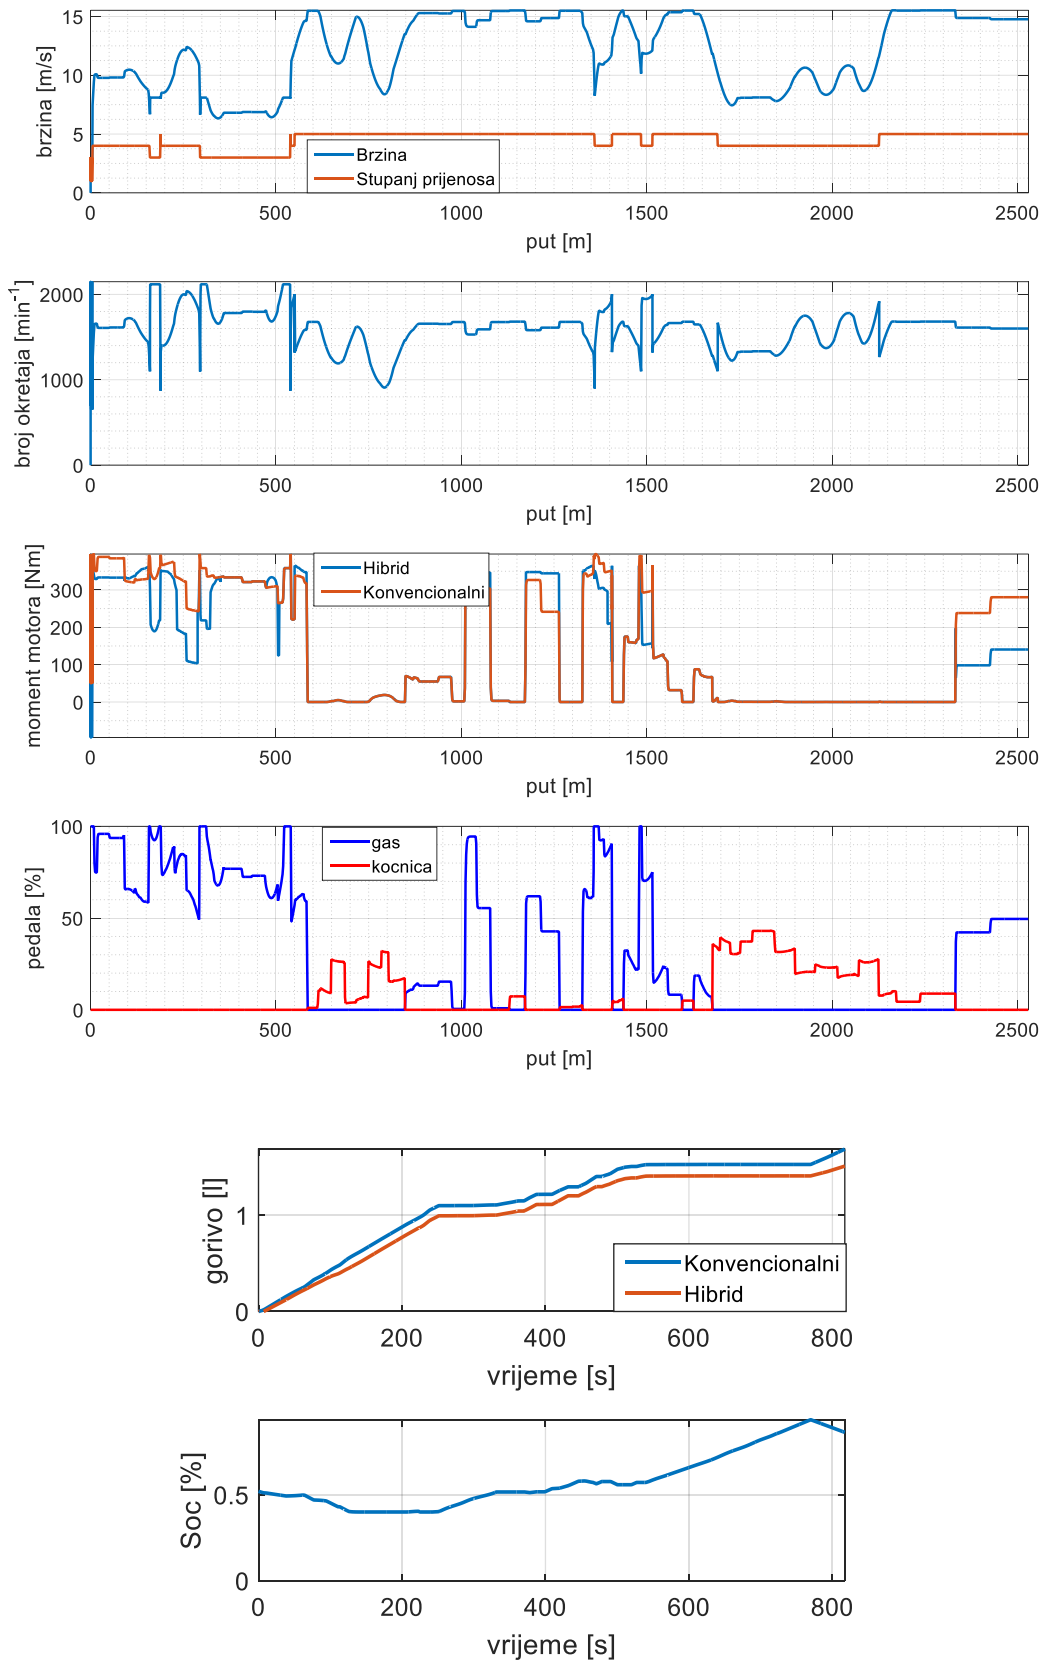 brzina [m/s]
15
10
5
0
Brzina
Stupanj prijenosa
0 500 1000 1500 2000 2500
put [m]
broj okretaja [min-1]
2000
1000
0
0 500 1000 1500 2000 2500
put [m]
moment motora [Nm]
300
200
100
0
Hibrid
Konvencionalni
0 500 1000 1500 2000 2500
put [m]
pedala [%]
100
50
0
gas
kocnica
0 500 1000 1500 2000 2500
put [m]
gorivo [l]
1
0
Konvencionalni
Hibrid
0 200 400 600 800
vrijeme [s]
Soc [%]
0.5
0
0 200 400 600 800
vrijeme [s]